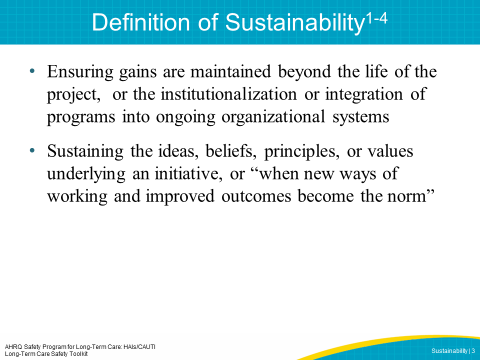 Definition of Sustainability1-4
• Ensuring gains are maintained beyond the life of the
project, or the institutionalization or integration of
programs into ongoing organizational systems
• Sustaining the ideas, beliefs, principles, or values
underlying an initiative, or “when new ways of
working and improved outcomes become the norm”
AHRQ Safety Program for Long-Term Care: HAIs/CAUTI
Long-Term Care Safety Toolkit
Sustainability | 3